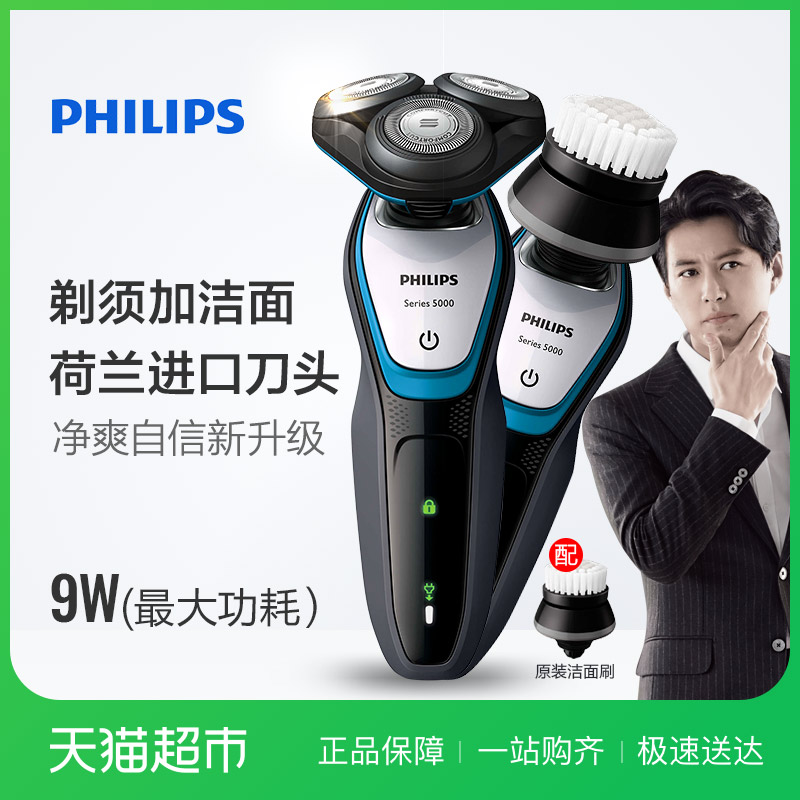 PHILIPS
剃须加洁面
荷兰进口刀头
净爽自信新升级
9W(最大功耗）
COMFORTCUT
PHILIPS
Series 5000
PHILIPS
Series 5000
配
原装洁面刷
天猫超市 正品保障 | 一站购齐 | 极速送达